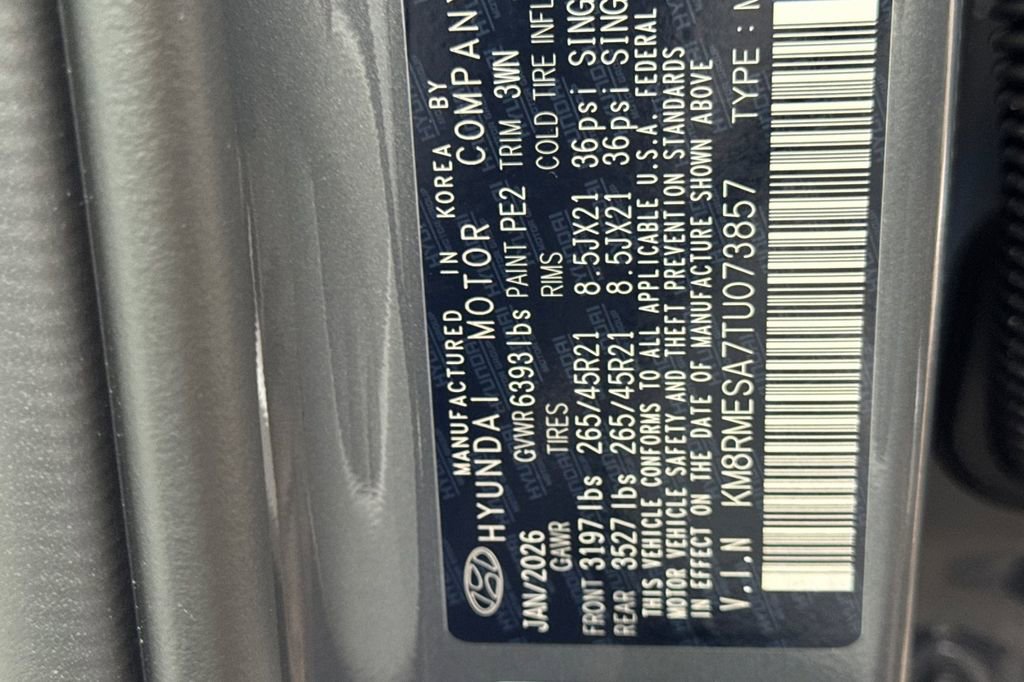 MANUFACTURED IN KOREA BY
HYUNDAI MOTOR COMPANY
JAN/2026 GVWR6393lbs PAINT PE2 TRIM 3WN
GAWR TIRES RIMS COLD TIRE INFL
FRONT 3197lbs 265/45R21 8.5JX21 36psi SING
REAR 3527lbs 265/45R21 8.5JX21 36psi SING
THIS VEHICLE CONFORMS TO ALL APPLICABLE U.S.A. FEDERAL
MOTOR VEHICLE SAFETY AND THEFT PREVENTION STANDARDS
IN EFFECT ON THE DATE OF MANUFACTURE SHOWN ABOVE
V.I.N KM8RMESA7TU073857 TYPE : M